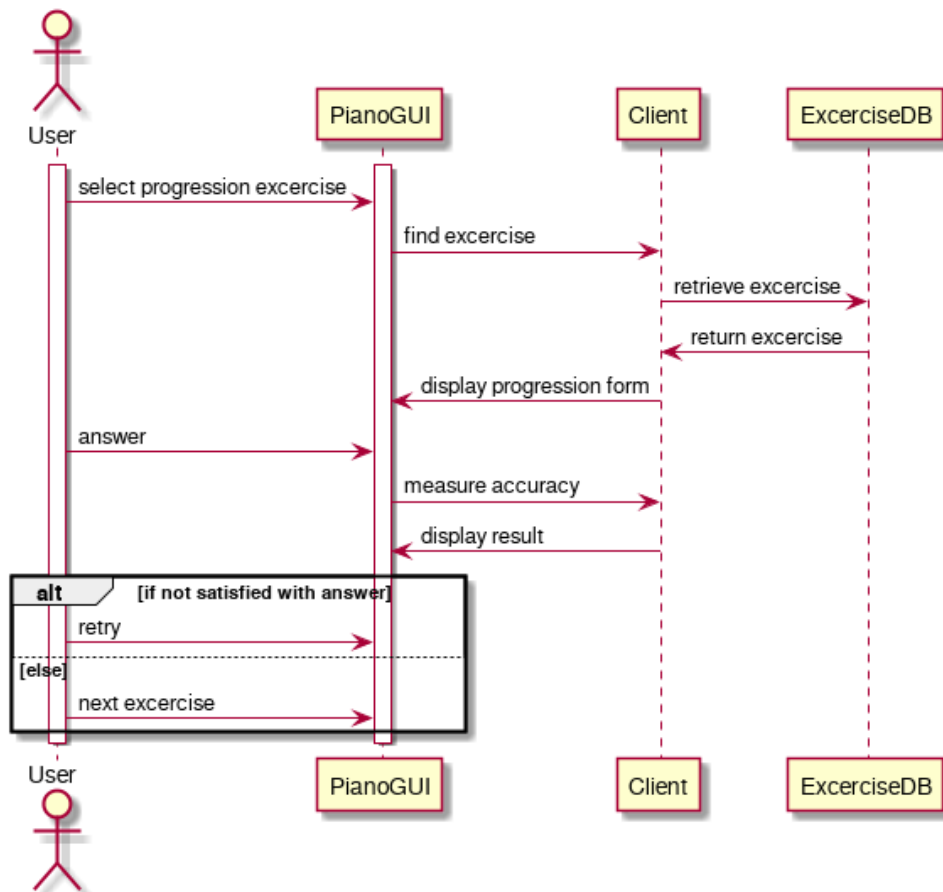 User
PianoGUI
Client
ExcerciseDB
select progression excercise
find excercise
retrieve excercise
return excercise
display progression form
answer
measure accuracy
display result
alt [if not satisfied with answer]
retry
[else]
next excercise
User
PianoGUI
Client
ExcerciseDB